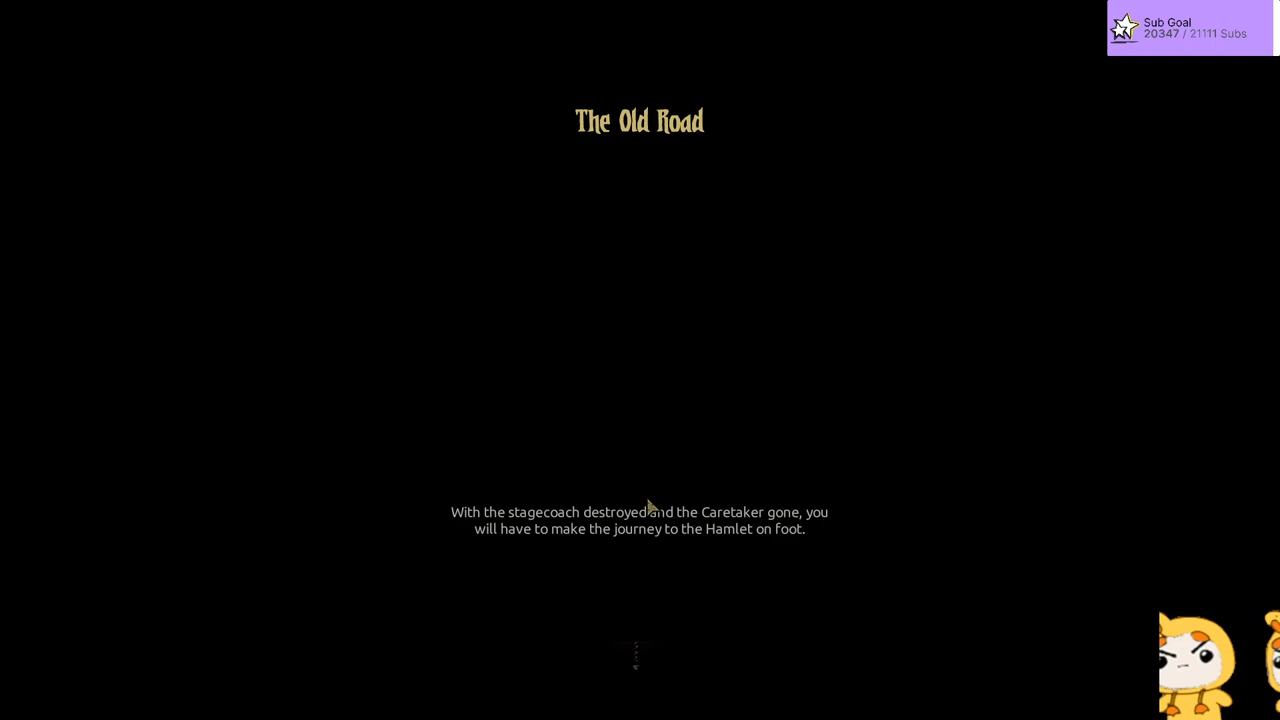 Sub Goal
20347 / 21111 Subs
The Old Road
With the stagecoach destroyed and the Caretaker gone, you
will have to make the journey to the Hamlet on foot.